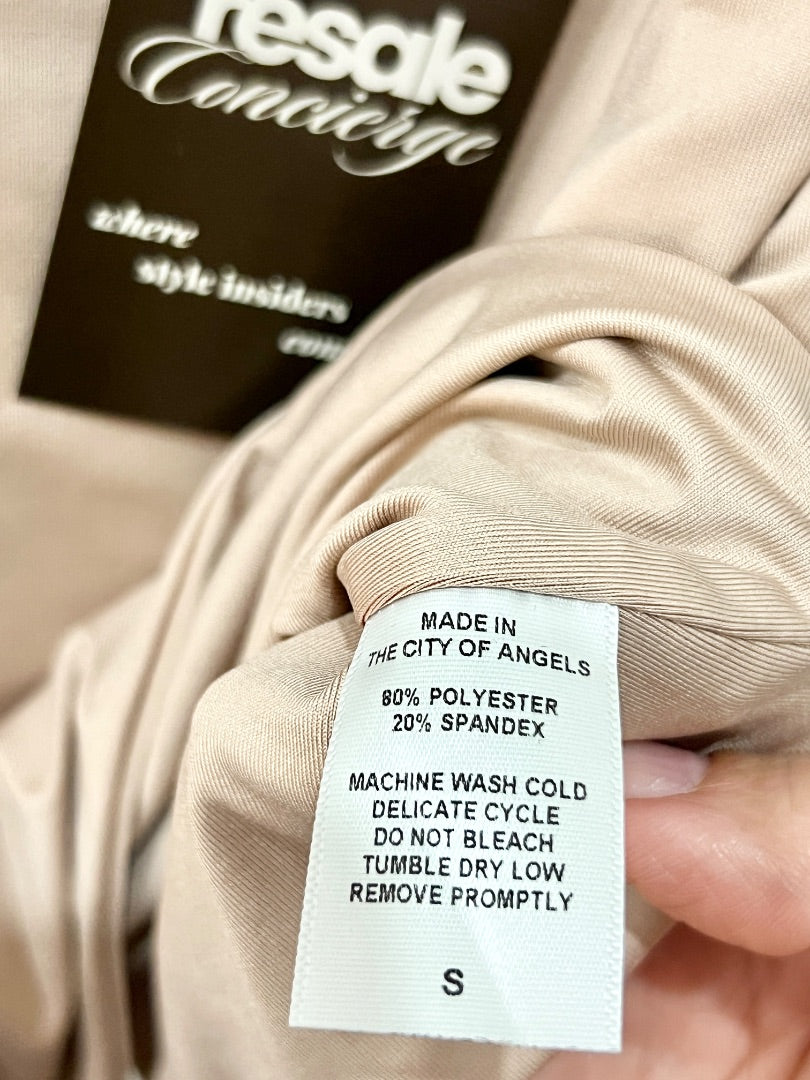 resale
Concierge
where
style insiders
MADE IN
THE CITY OF ANGELS
80% POLYESTER
20% SPANDEX
MACHINE WASH COLD
DELICATE CYCLE
DO NOT BLEACH
TUMBLE DRY LOW
REMOVE PROMPTLY
S